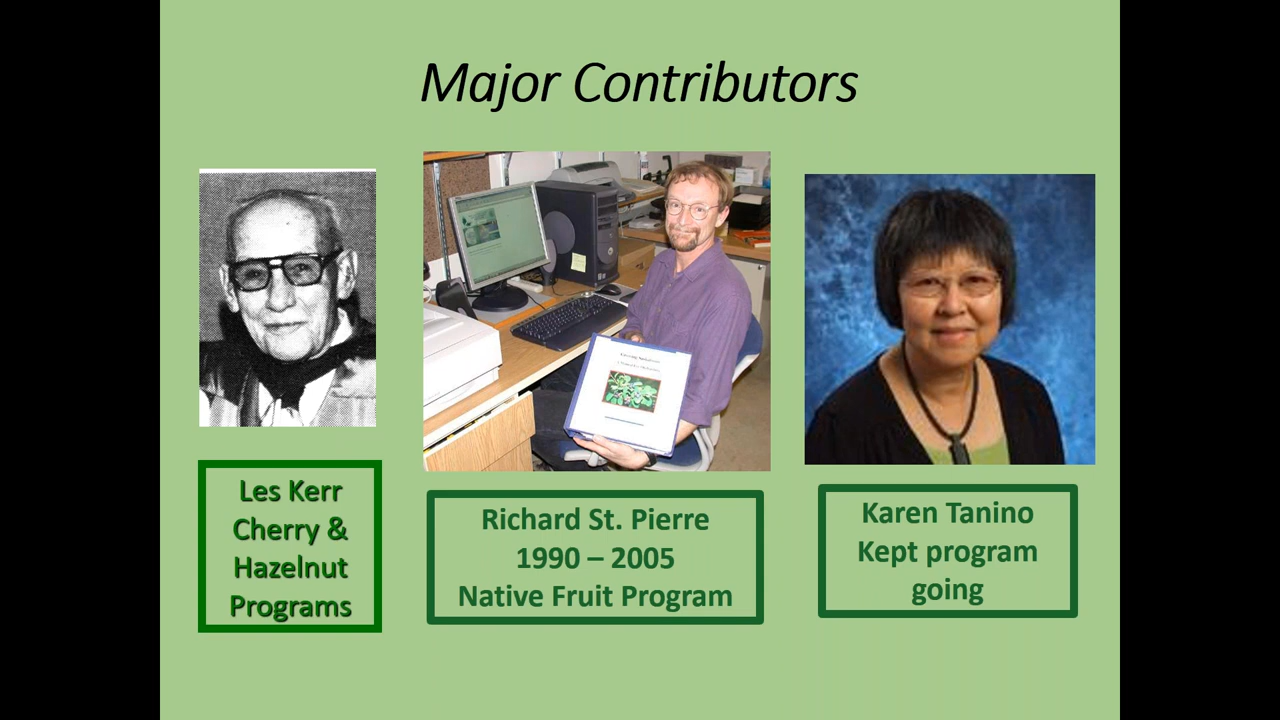 Major Contributors
Les Kerr
Cherry &
Hazelnut
Programs
Richard St. Pierre
1990 – 2005
Native Fruit Program
Karen Tanino
Kept program
going